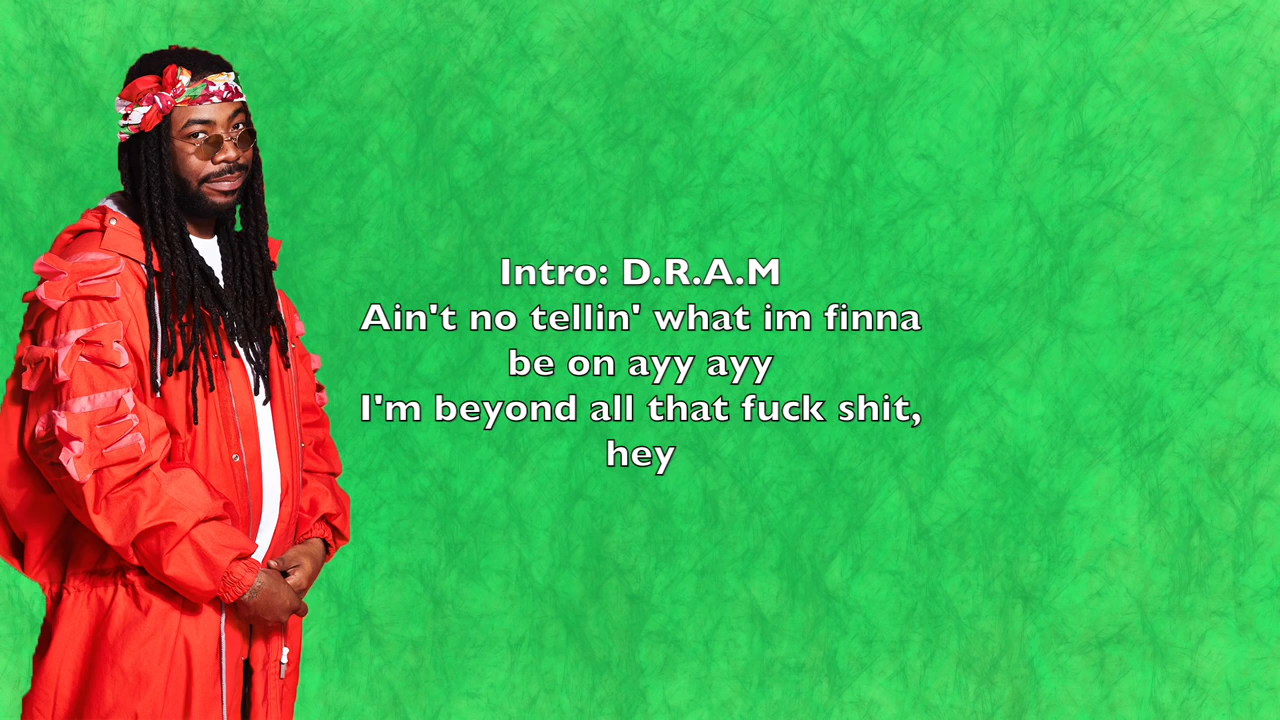 Intro: D.R.A.M
Ain't no tellin' what im finna
be on ayy ayy
I'm beyond all that fuck shit,
hey